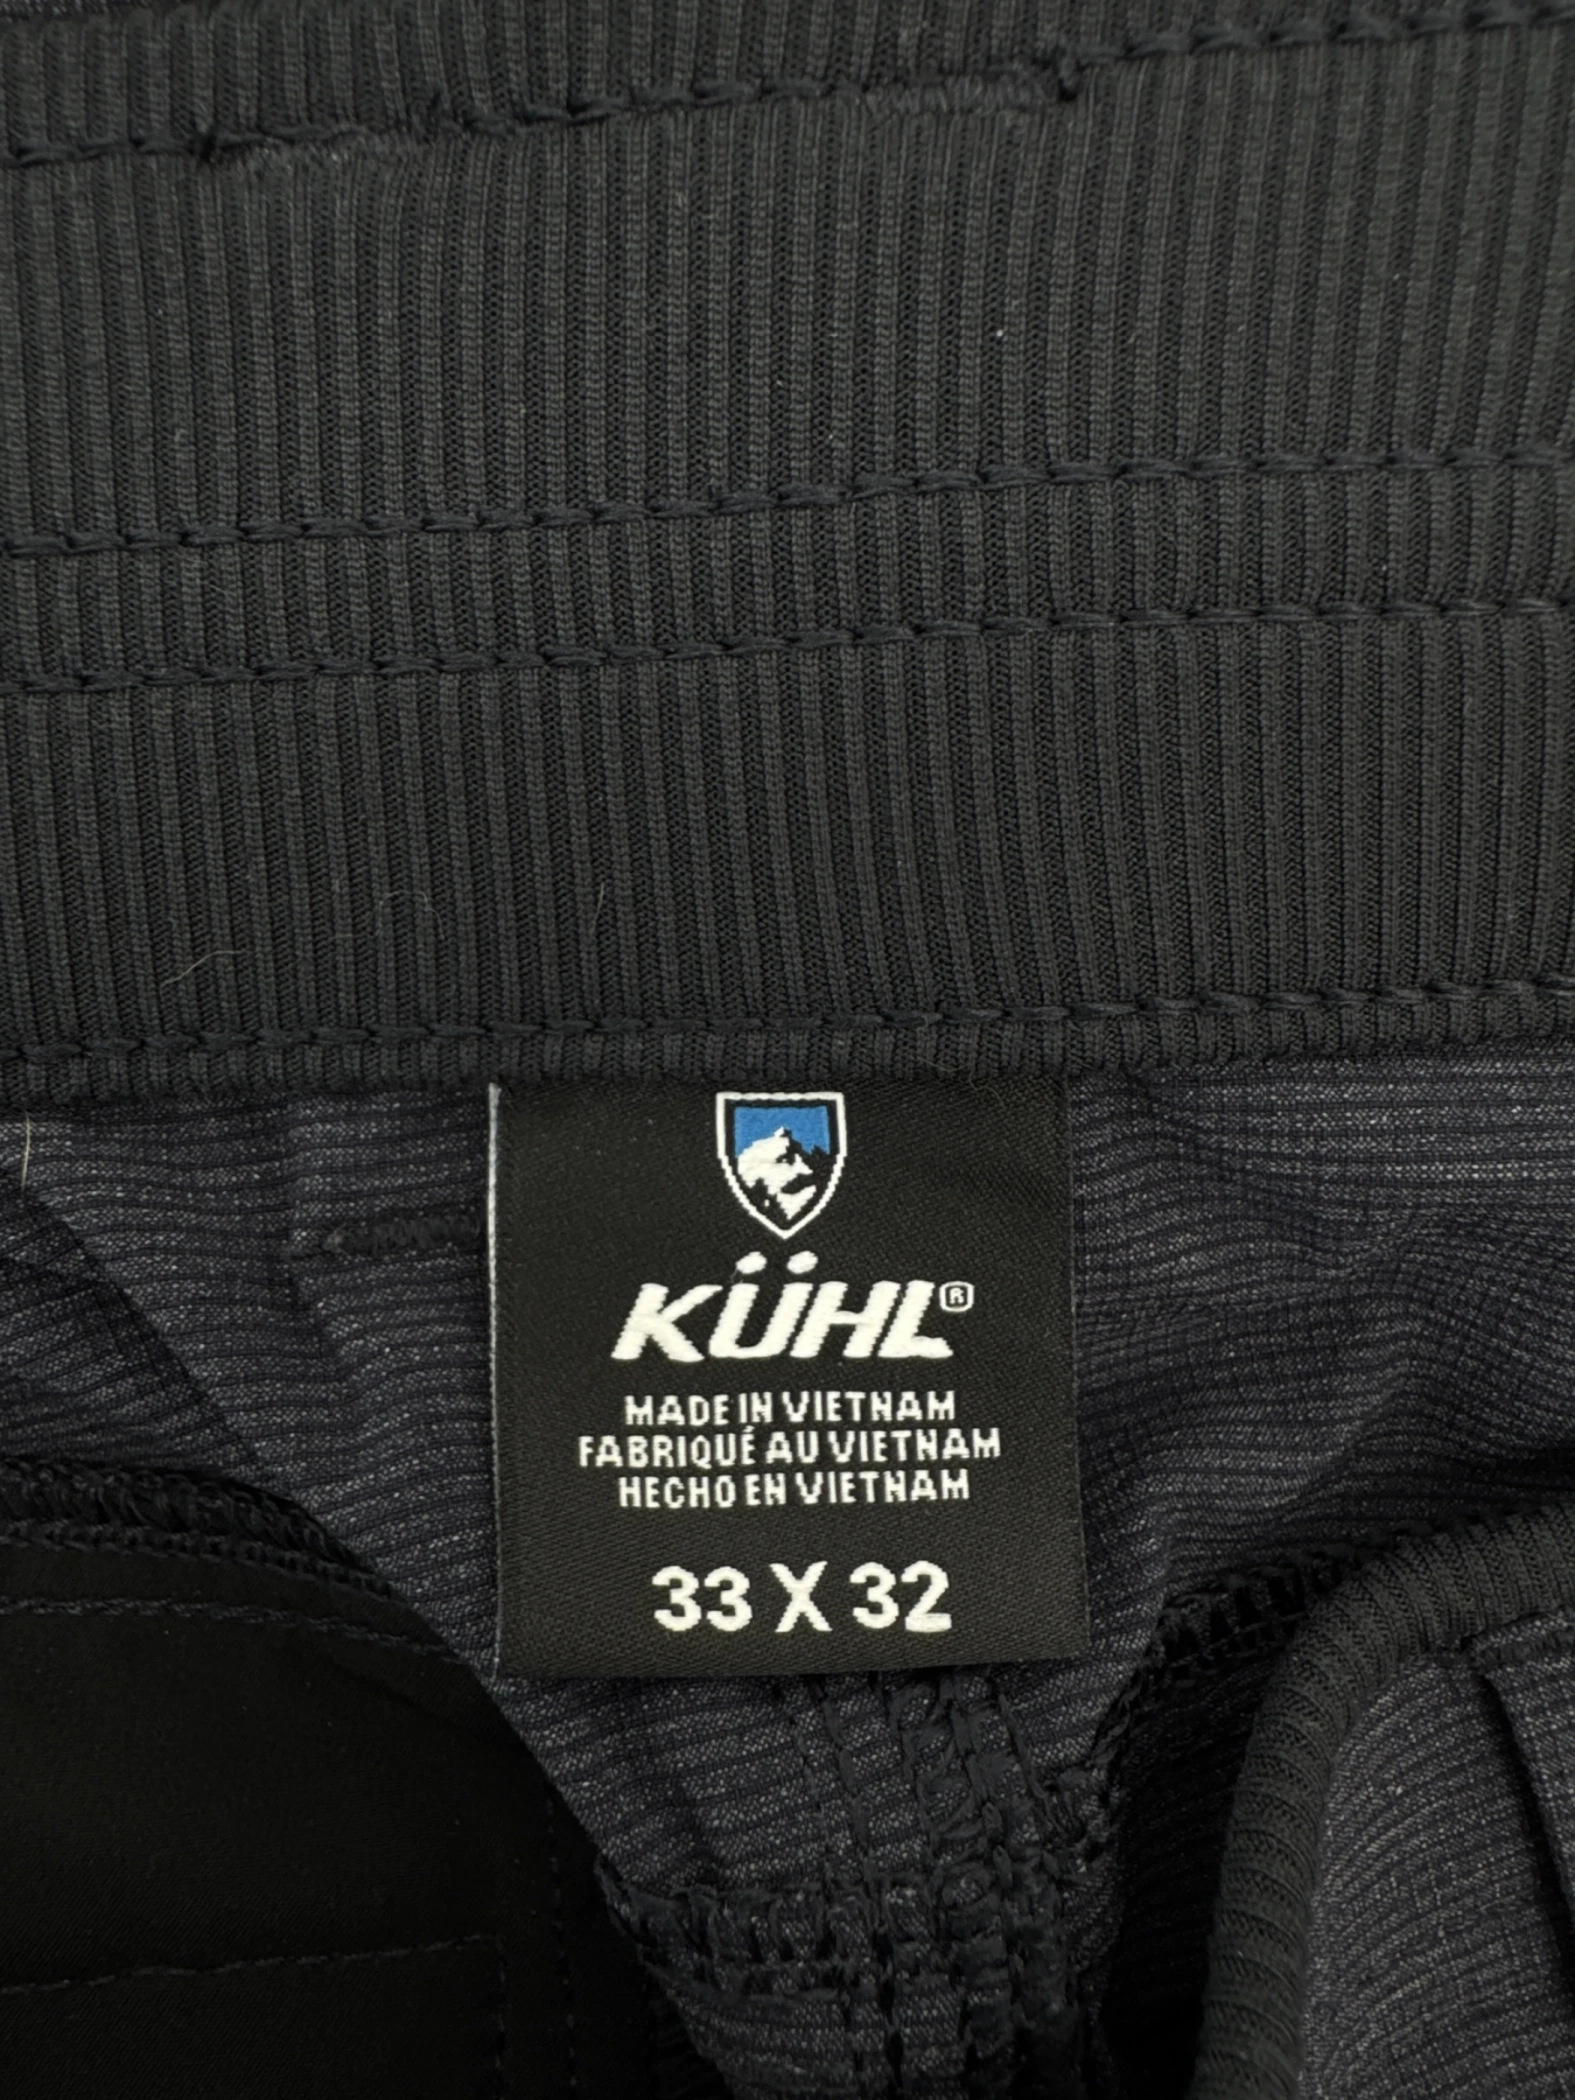 KÜHL®
MADE IN VIETNAM
FABRIQUÉ AU VIETNAM
HECHO EN VIETNAM
33 X 32